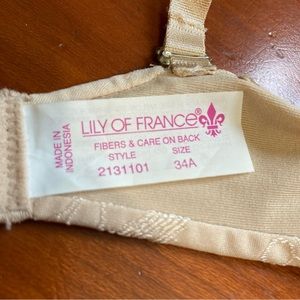 MADE IN
INDONESIA
LILY OF FRANCE®
FIBERS & CARE ON BACK
STYLE SIZE
2131101 34A